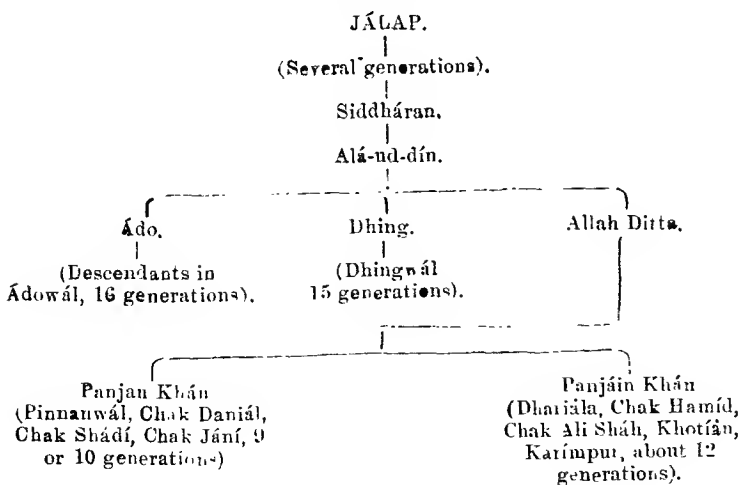 JÁLAP.
(Several generations).
Siddháran.
Alá-ud-dín.
Ádo.
(Descendants in
Ádowál, 16 generations).
Dhing.
(Dhingwál
15 generations).
Allah Ditta.
Panjan Khán
(Pinnanwál, Chak Daniál,
Chak Shádí, Chak Jání, 9
or 10 generations)
Panjáin Khán
(Dhariála, Chak Hamíd,
Chak Ali Sháh, Khotíân,
Karímpur, about 12
generations).